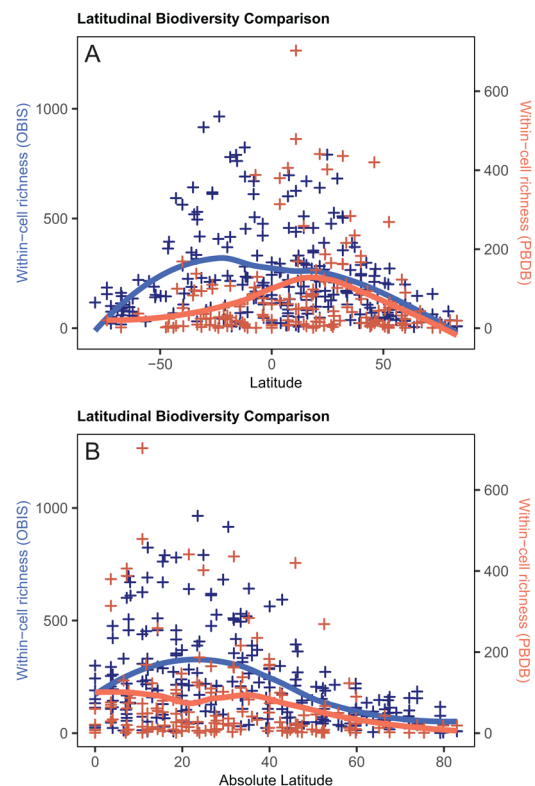 Latitudinal Biodiversity Comparison
A
Within-cell richness (OBIS)
1000
500
0
600
400
200
0
Within-cell richness (PBDB)
−50
0
50
Latitude
Latitudinal Biodiversity Comparison
B
Within-cell richness (OBIS)
1000
500
0
600
400
200
0
Within-cell richness (PBDB)
0
20
40
60
80
Absolute Latitude